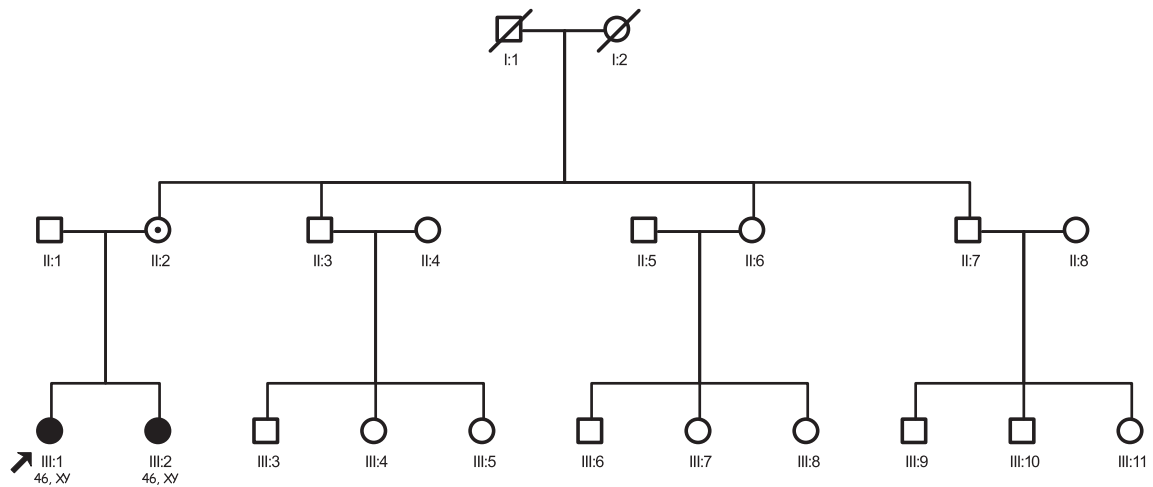 I:1 I:2
II:1 II:2 II:3 II:4 II:5 II:6 II:7 II:8
III:1 III:2 III:3 III:4 III:5 III:6 III:7 III:8 III:9 III:10 III:11
46, XY 46, XY